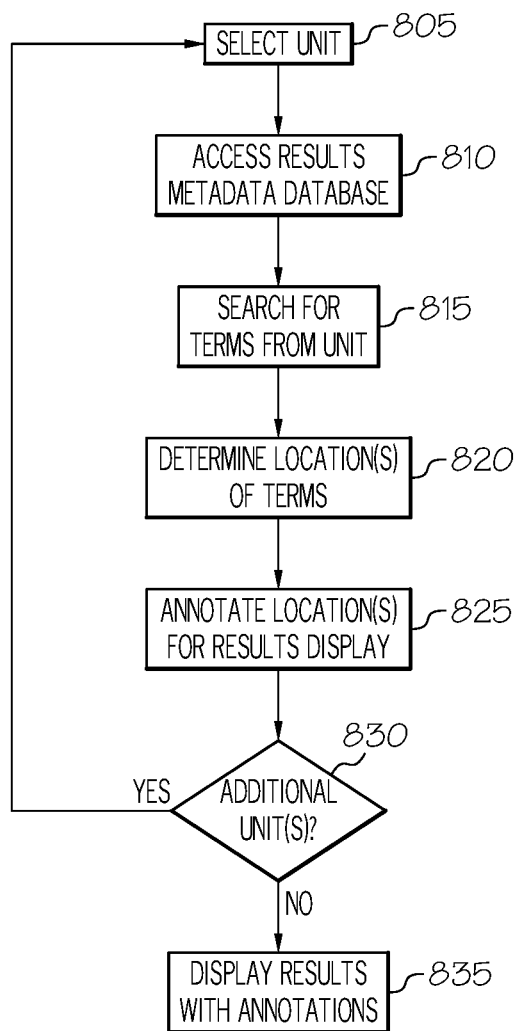 SELECT UNIT
805
ACCESS RESULTS
METADADA DATABASE
810
SEARCH FOR
TERMS FROM UNIT
815
DETERMINE LOCATION(S)
OF TERMS
820
ANNOTATE LOCATION(S)
FOR RESULTS DISPLAY
825
830
YES
ADDITIONAL
UNIT(S)?
NO
DISPLAY RESULTS
WITH ANNOTATIONS
835